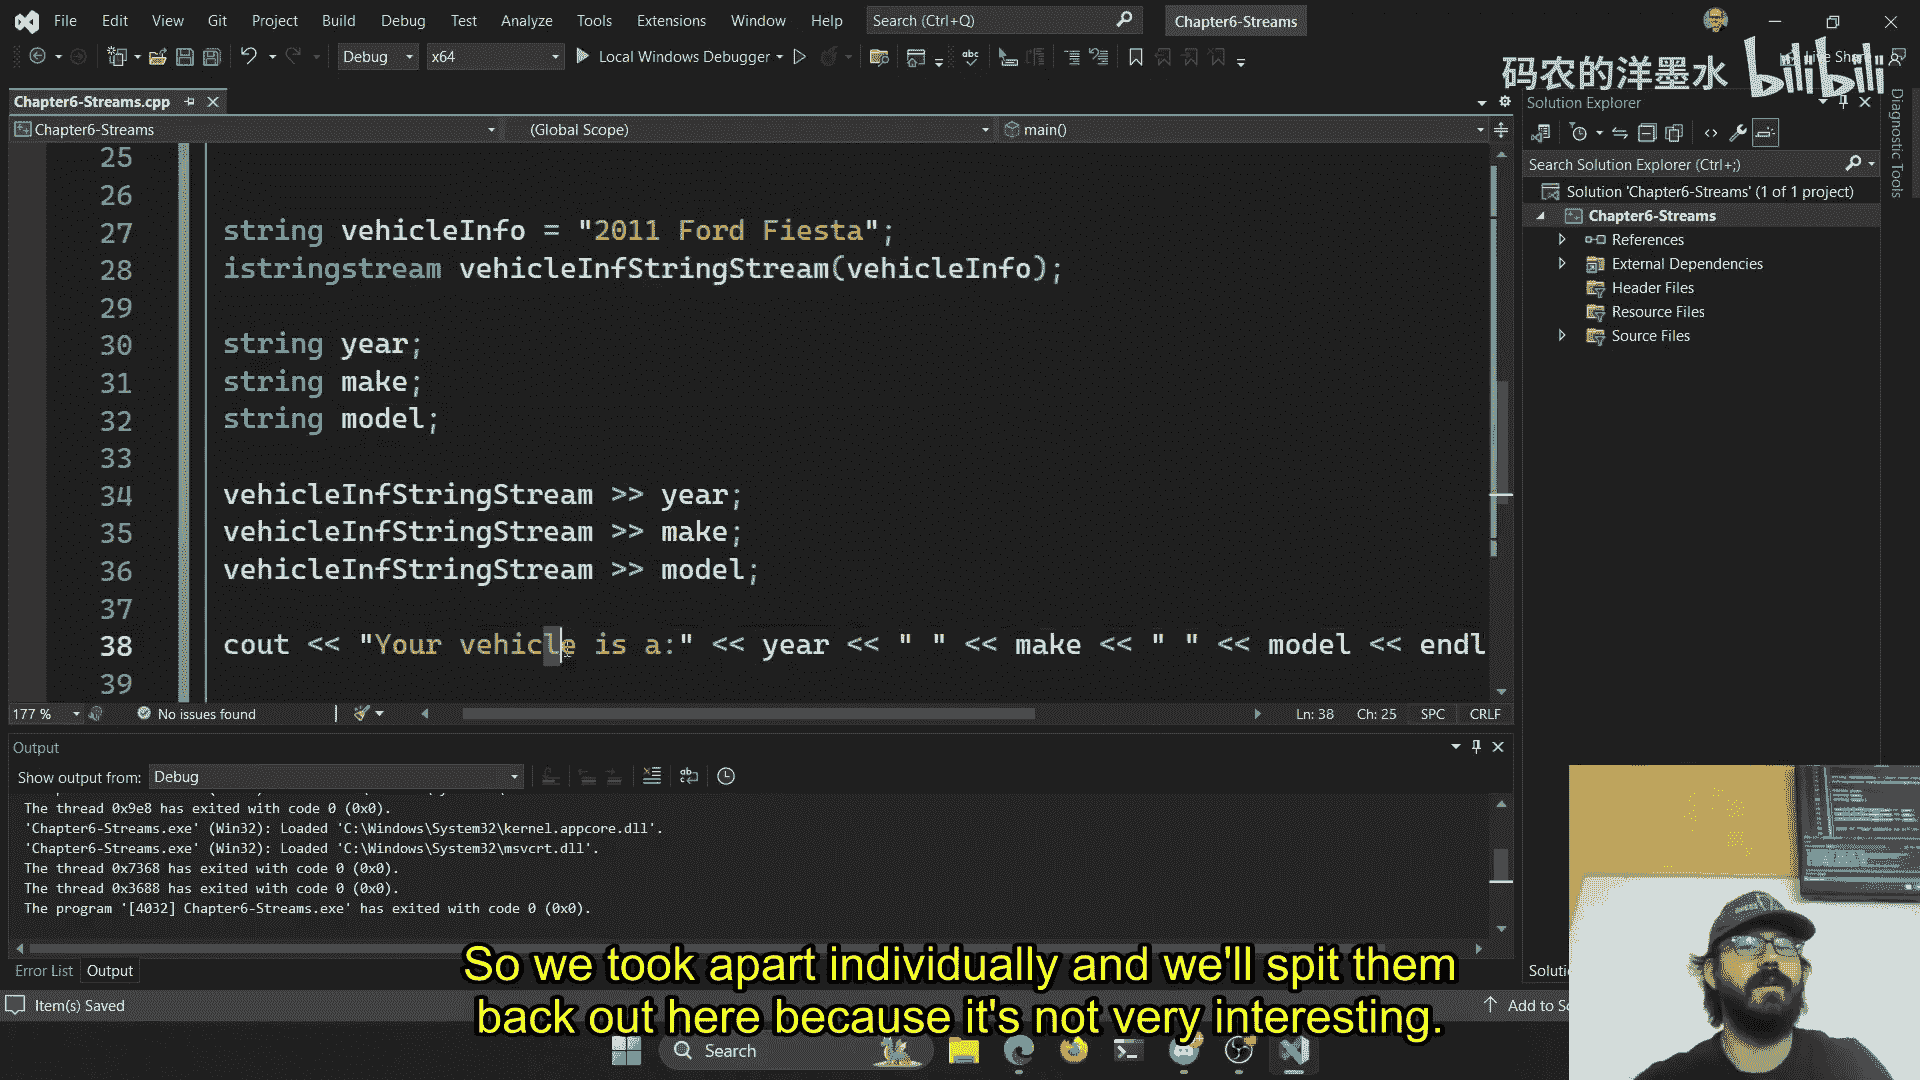 File Edit View Git Project Build Debug Test Analyze Tools Extensions Window Help Search (Ctrl+Q) Chapter6-Streams
Debug x64 Local Windows Debugger
码农的洋墨水 bilibili
Chapter6-Streams.cpp
Chapter6-Streams (Global Scope) main()
25
26
27 string vehicleInfo = "2011 Ford Fiesta";
28 istringstream vehicleInfStringStream(vehicleInfo);
29
30 string year;
31 string make;
32 string model;
33
34 vehicleInfStringStream >> year;
35 vehicleInfStringStream >> make;
36 vehicleInfStringStream >> model;
37
38 cout << "Your vehicle is a:" << year << " " << make << " " << model << endl
39
177 % No issues found Ln: 38 Ch: 25 SPC CRLF
Output
Show output from: Debug
The thread 0x9e8 has exited with code 0 (0x0).
'Chapter6-Streams.exe' (Win32): Loaded 'C:\Windows\System32\kernel.appcore.dll'.
'Chapter6-Streams.exe' (Win32): Loaded 'C:\Windows\System32\msvcrt.dll'.
The thread 0x7368 has exited with code 0 (0x0).
The thread 0x3688 has exited with code 0 (0x0).
The program '[4032] Chapter6-Streams.exe' has exited with code 0 (0x0).
Error List Output
Item(s) Saved
Solution Explorer
Search Solution Explorer (Ctrl+;)
Solution 'Chapter6-Streams' (1 of 1 project)
Chapter6-Streams
References
External Dependencies
Header Files
Resource Files
Source Files
Diagnostic Tools
Add to
So we took apart individually and we'll spit them
back out here because it's not very interesting.
Search